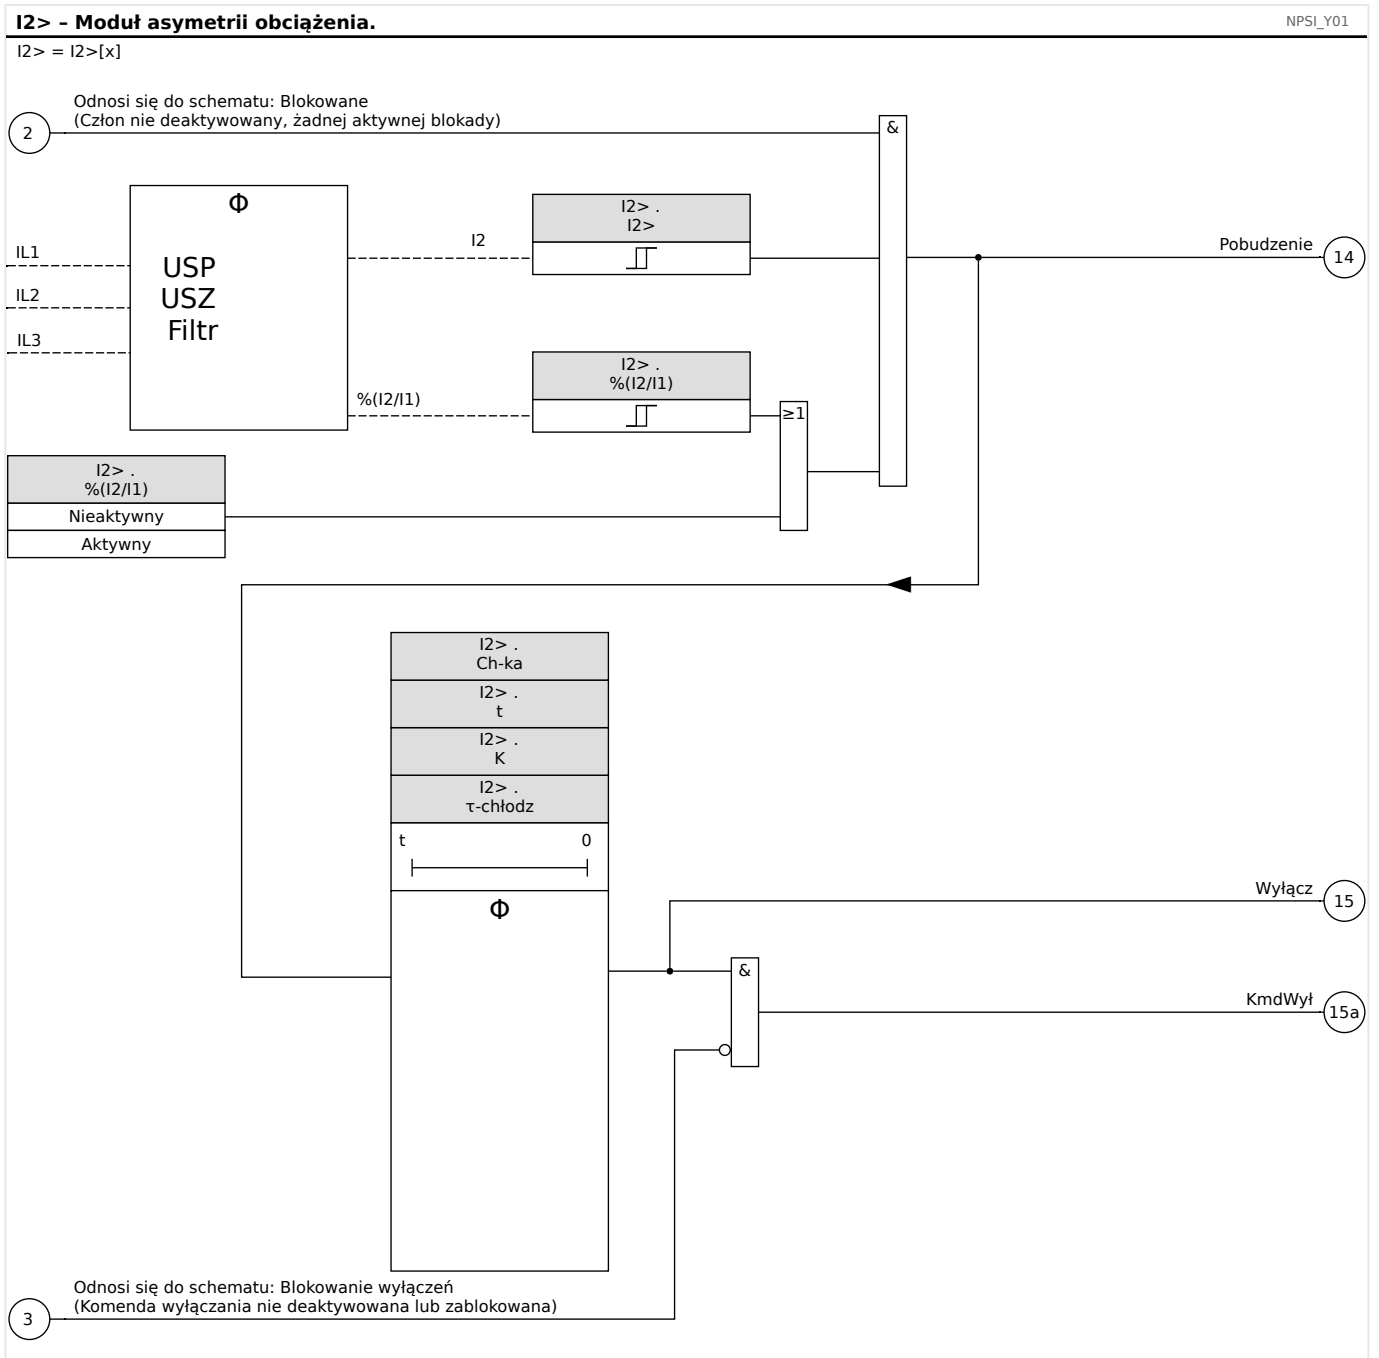 I2> – Moduł asymetrii obciążenia.
NPSI_Y01
I2> = I2>[x]
Odnosi się do schematu: Blokowane
(Człon nie deaktywowany, żadnej aktywnej blokady)
2
&
Φ
USP
USZ
Filtr
IL1
IL2
IL3
I2
I2> .
I2>
Pobudzenie
14
%(I2/I1)
I2> .
%(I2/I1)
≥1
I2> .
%(I2/I1)
Nieaktywny
Aktywny
I2> .
Ch-ka
I2> .
t
I2> .
K
I2> .
τ-chłodz
t
0
Φ
Wyłącz
15
&
KmdWył
15a
Odnosi się do schematu: Blokowanie wyłączeń
(Komenda wyłączania nie deaktywowana lub zablokowana)
3